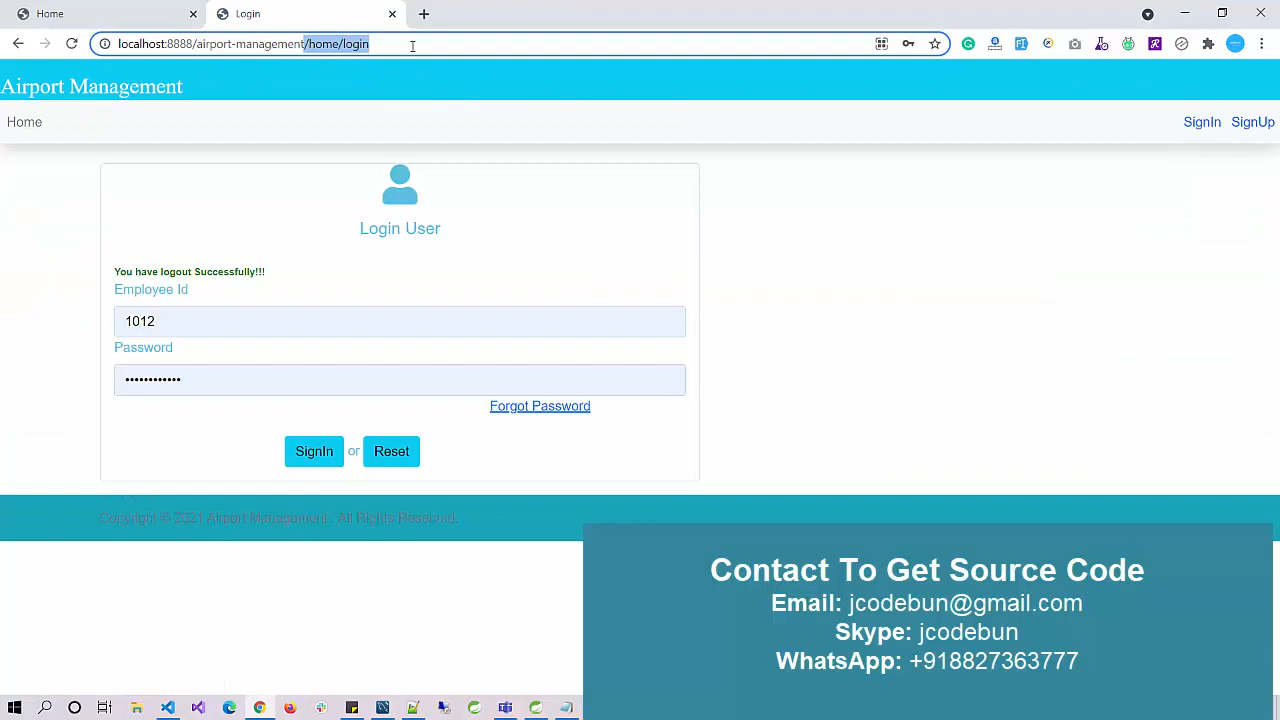 Home
Login
localhost:8888/airport-management/home/login
Airport Management
Home SignIn SignUp
Login User
You have logout Successfully!!!
Employee Id
1012
Password
••••••••••••
Forgot Password
SignIn or Reset
Copyright © 2021 Airport Management . All Rights Reserved.
Contact To Get Source Code
Email: jcodebun@gmail.com
Skype: jcodebun
WhatsApp: +918827363777